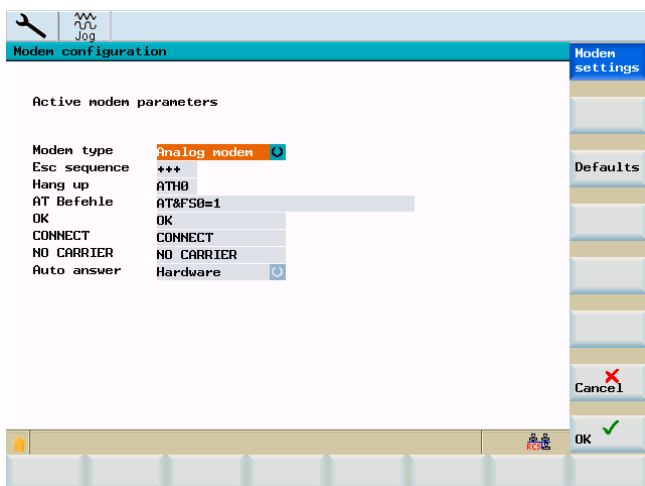 Jog
Modem configuration
Modem settings
Active modem parameters
Modem type Analog modem
Esc sequence +++
Hang up ATH0
AT Befehle AT&FS0=1
OK OK
CONNECT CONNECT
NO CARRIER NO CARRIER
Auto answer Hardware
Defaults
Cancel
OK
RCS